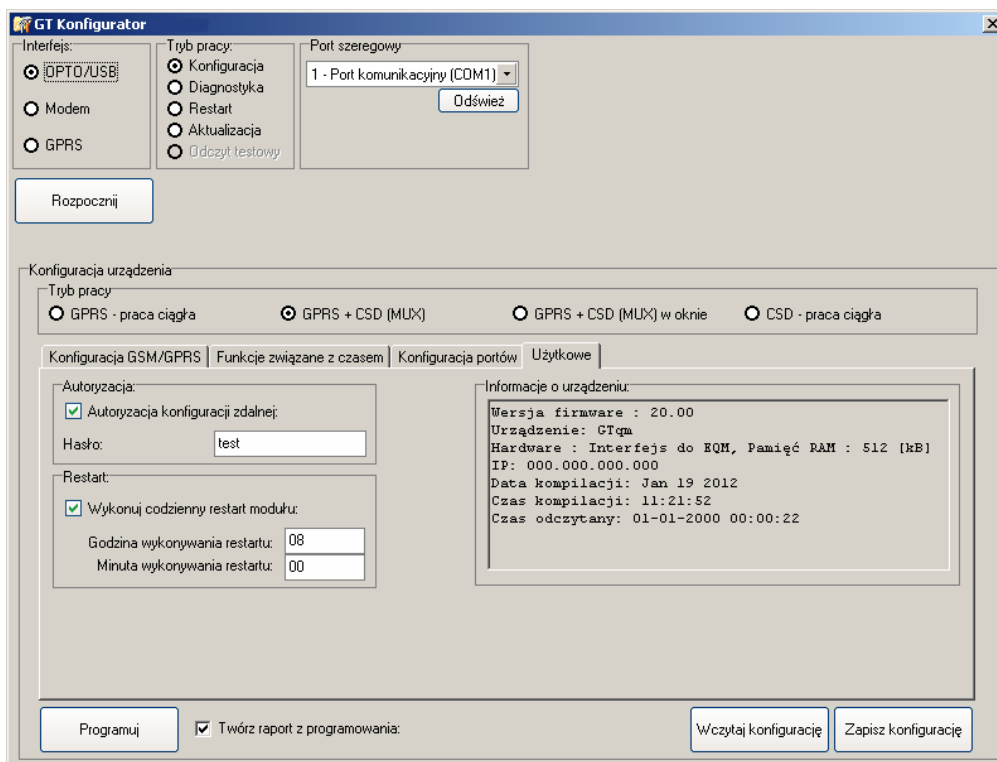 GT Konfigurator
Interfejs:
OPTO/USB
Modem
GPRS
Tryb pracy:
Konfiguracja
Diagnostyka
Restart
Aktualizacja
Odczyt testowy
Port szeregowy
1 - Port komunikacyjny (COM1)
Odśwież
Rozpocznij
Konfiguracja urządzenia
Tryb pracy
GPRS - praca ciągła
GPRS + CSD (MUX)
GPRS + CSD (MUX) w oknie
CSD - praca ciągła
Konfiguracja GSM/GPRS
Funkcje związane z czasem
Konfiguracja portów
Użytkowe
Autoryzacja:
Autoryzacja konfiguracji zdalnej:
Hasło: test
Restart:
Wykonuj codzienny restart modułu:
Godzina wykonywania restartu: 08
Minuta wykonywania restartu: 00
Informacje o urządzeniu:
Wersja firmware : 20.00
Urządzenie: GTqm
Hardware : Interfejs do EQM, Pamięć RAM : 512 [kB]
IP: 000.000.000.000
Data kompilacji: Jan 19 2012
Czas kompilacji: 11:21:52
Czas odczytany: 01-01-2000 00:00:22
Programuj
Twórz raport z programowania:
Wczytaj konfigurację
Zapisz konfigurację